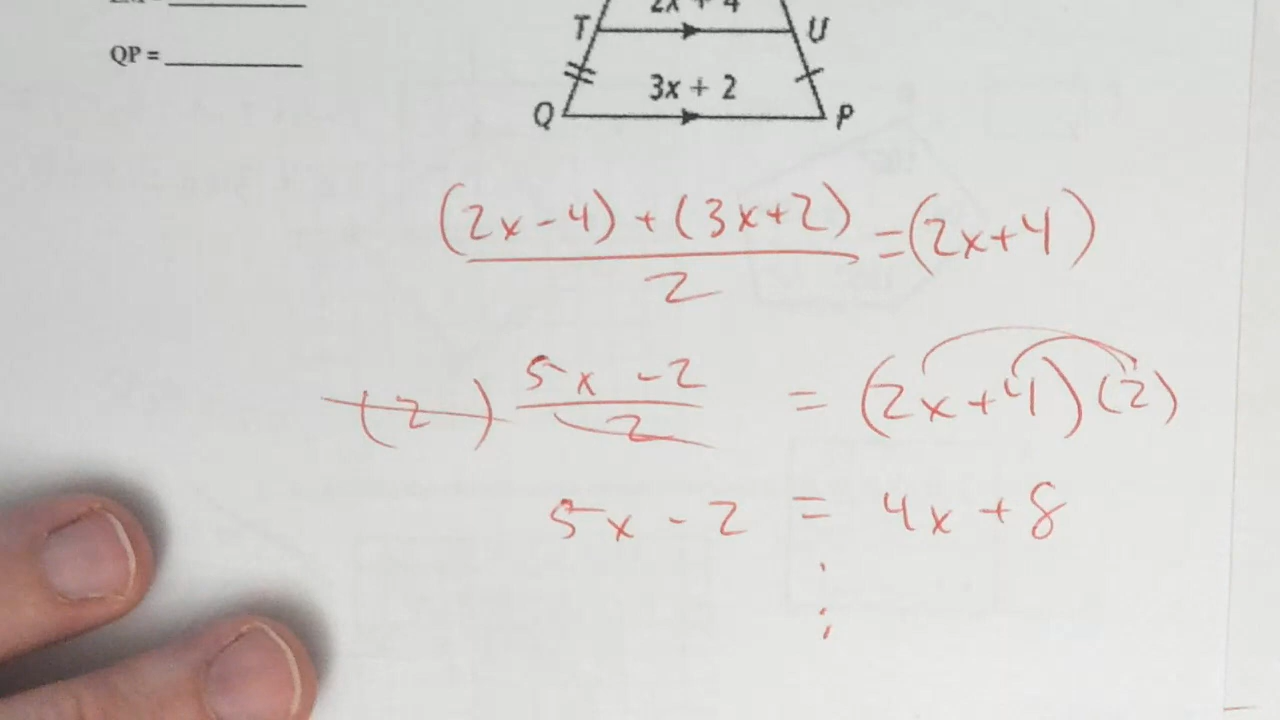 2x + 4
T U
QP =
3x + 2
Q P
(2x - 4) + (3x + 2) = (2x + 4)
2
(2) 5x - 2 = (2x + 4)(2)
2
5x - 2 = 4x + 8